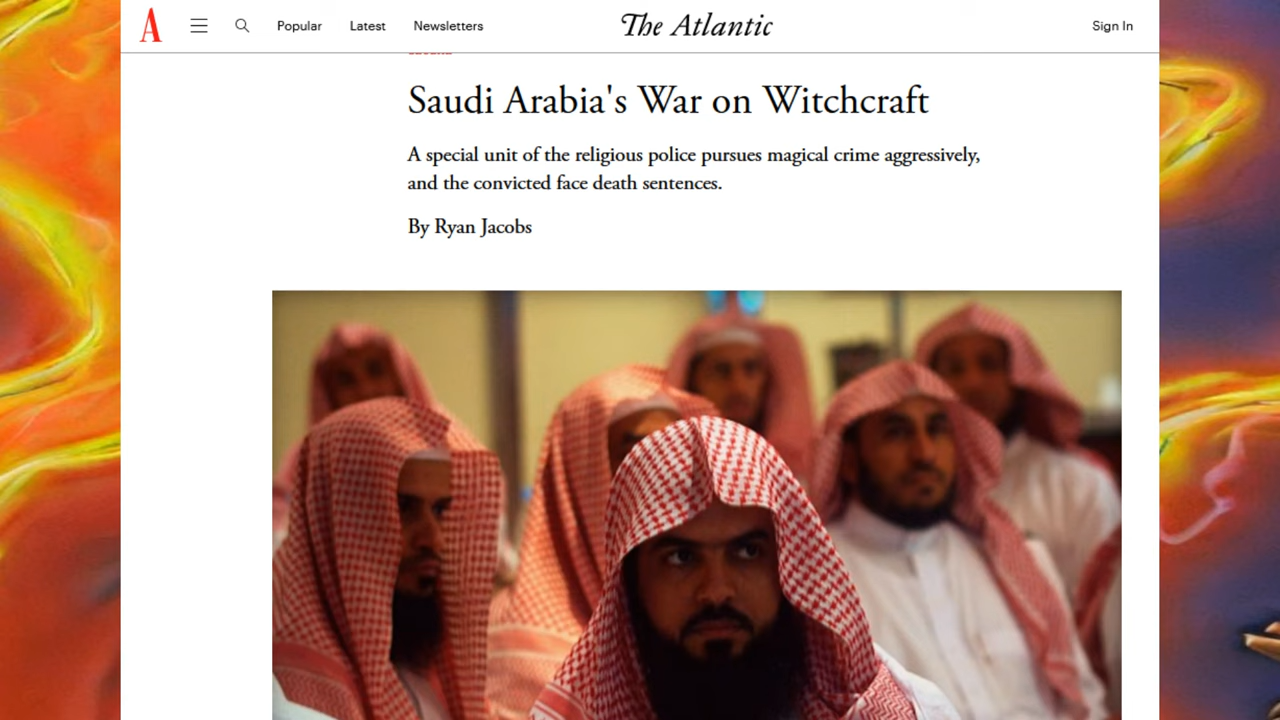 A Popular Latest Newsletters The Atlantic Sign In
Saudi Arabia's War on Witchcraft
A special unit of the religious police pursues magical crime aggressively,
and the convicted face death sentences.
By Ryan Jacobs